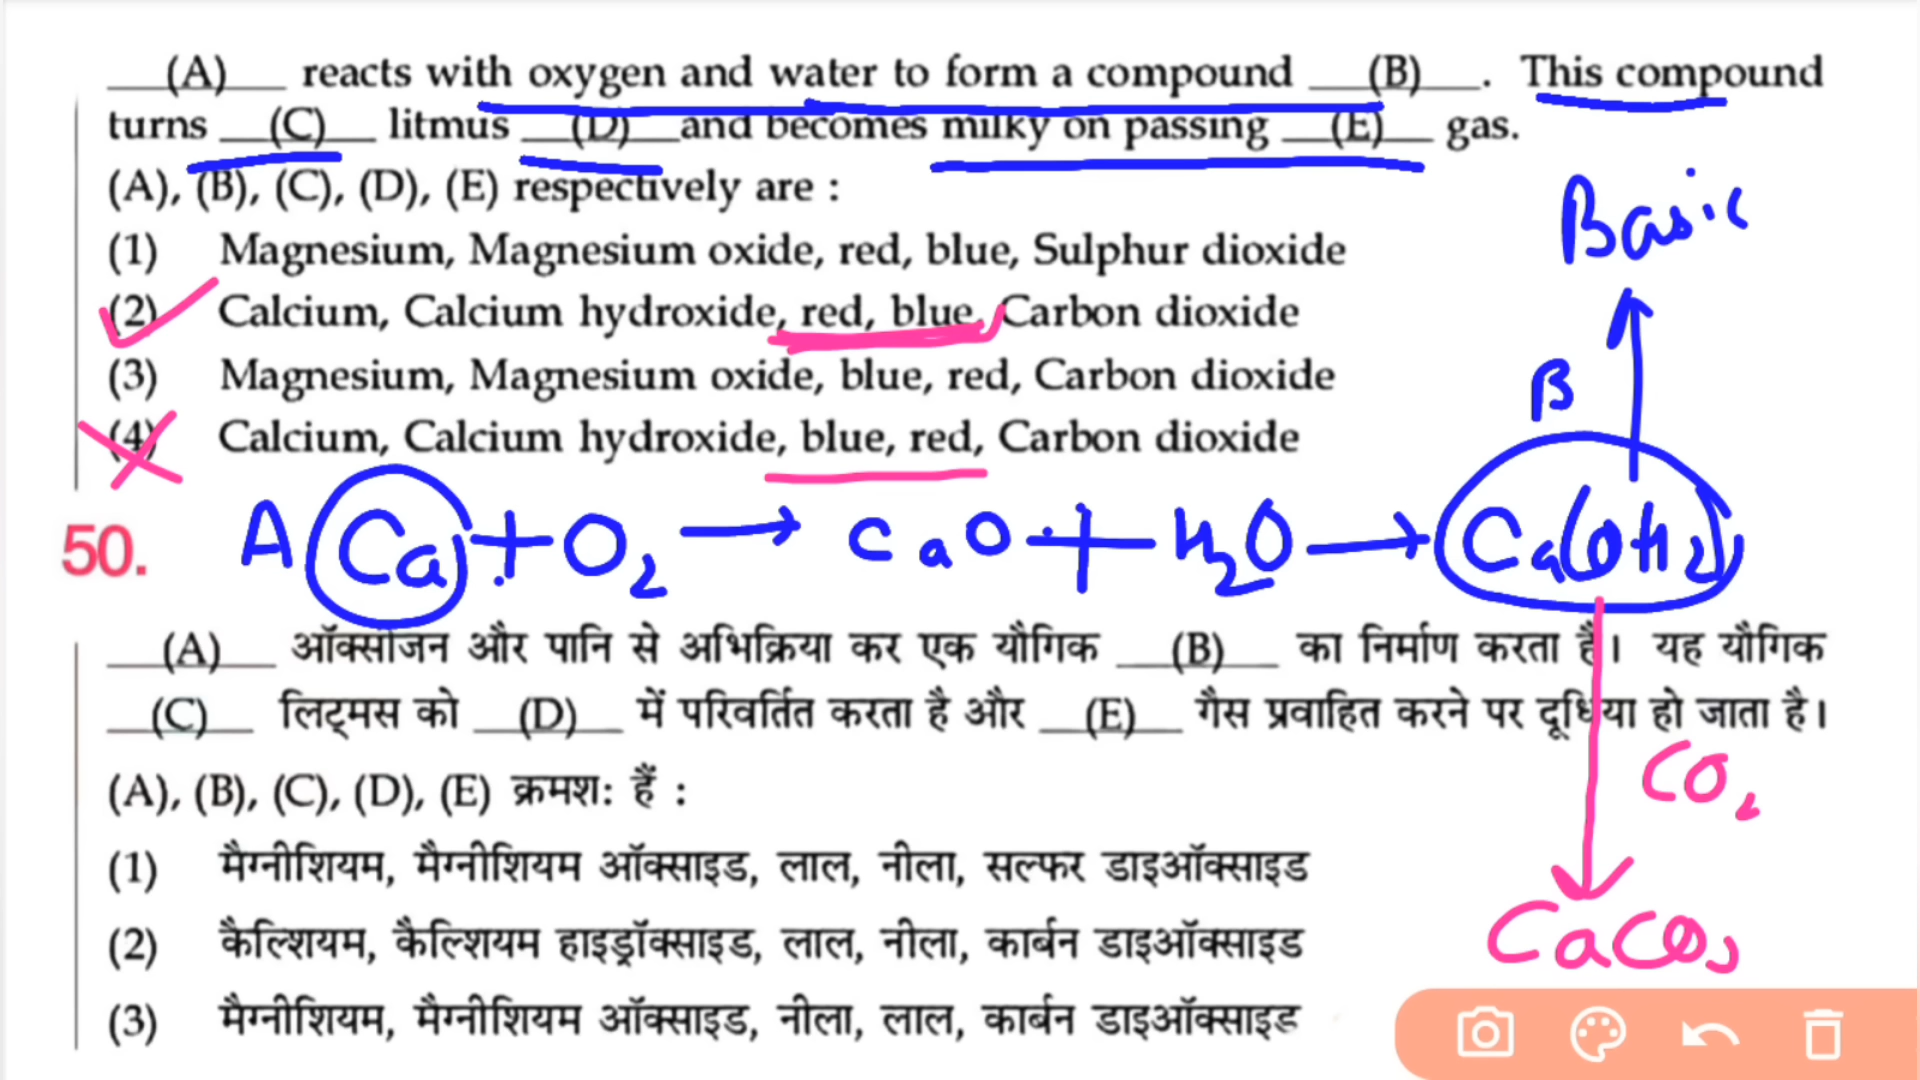 (A) reacts with oxygen and water to form a compound (B). This compound
turns (C) litmus (D) and becomes milky on passing (E) gas.
(A), (B), (C), (D), (E) respectively are :
(1) Magnesium, Magnesium oxide, red, blue, Sulphur dioxide
(2) Calcium, Calcium hydroxide, red, blue, Carbon dioxide
(3) Magnesium, Magnesium oxide, blue, red, Carbon dioxide
(4) Calcium, Calcium hydroxide, blue, red, Carbon dioxide
Basic
B
50. A Ca + O2 → CaO + H2O → Ca(OH2)
(A) ऑक्सीजन और पानि से अभिक्रिया कर एक यौगिक (B) का निर्माण करता है। यह यौगिक
(C) लिट्मस को (D) में परिवर्तित करता है और (E) गैस प्रवाहित करने पर दूधिया हो जाता है।
CO2
(A), (B), (C), (D), (E) क्रमशः हैं :
(1) मैग्नीशियम, मैग्नीशियम ऑक्साइड, लाल, नीला, सल्फर डाइऑक्साइड
(2) कैल्शियम, कैल्शियम हाइड्रॉक्साइड, लाल, नीला, कार्बन डाइऑक्साइड
CaCO3
(3) मैग्नीशियम, मैग्नीशियम ऑक्साइड, नीला, लाल, कार्बन डाइऑक्साइड